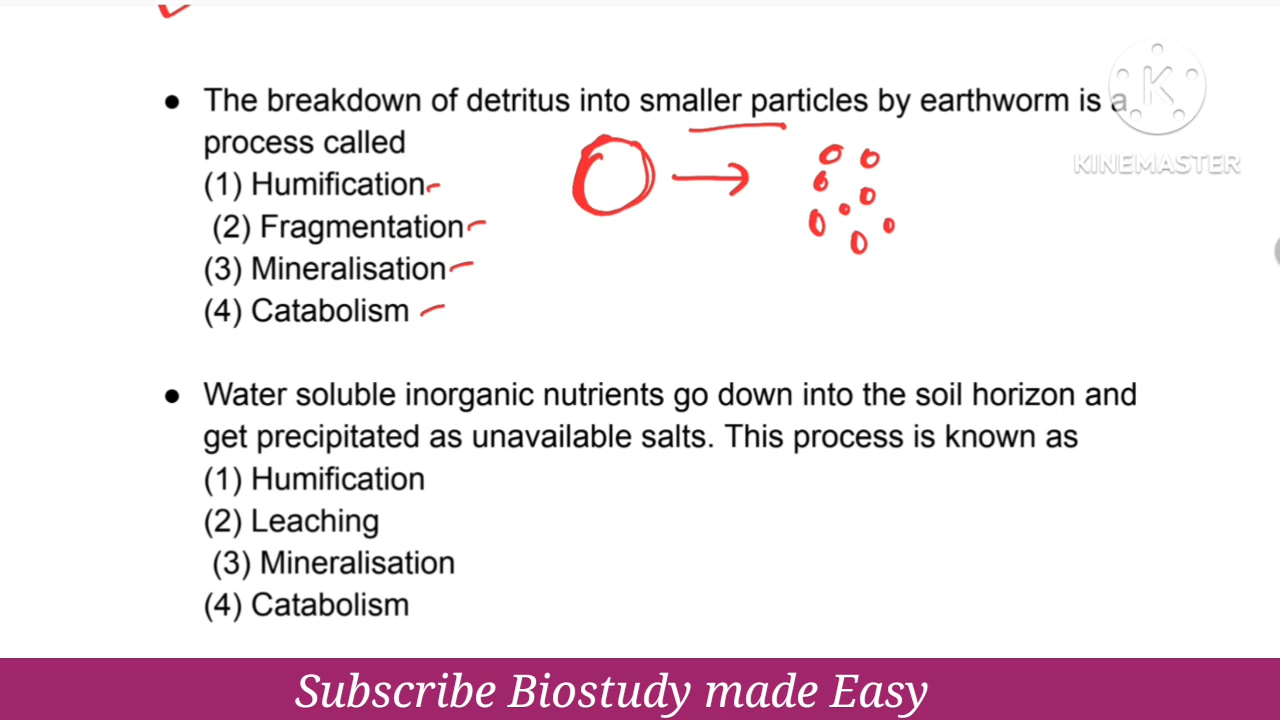 ● The breakdown of detritus into smaller particles by earthworm is a
process called
(1) Humification
(2) Fragmentation
(3) Mineralisation
(4) Catabolism
● Water soluble inorganic nutrients go down into the soil horizon and
get precipitated as unavailable salts. This process is known as
(1) Humification
(2) Leaching
(3) Mineralisation
(4) Catabolism
K
KINEMASTER
Subscribe Biostudy made Easy